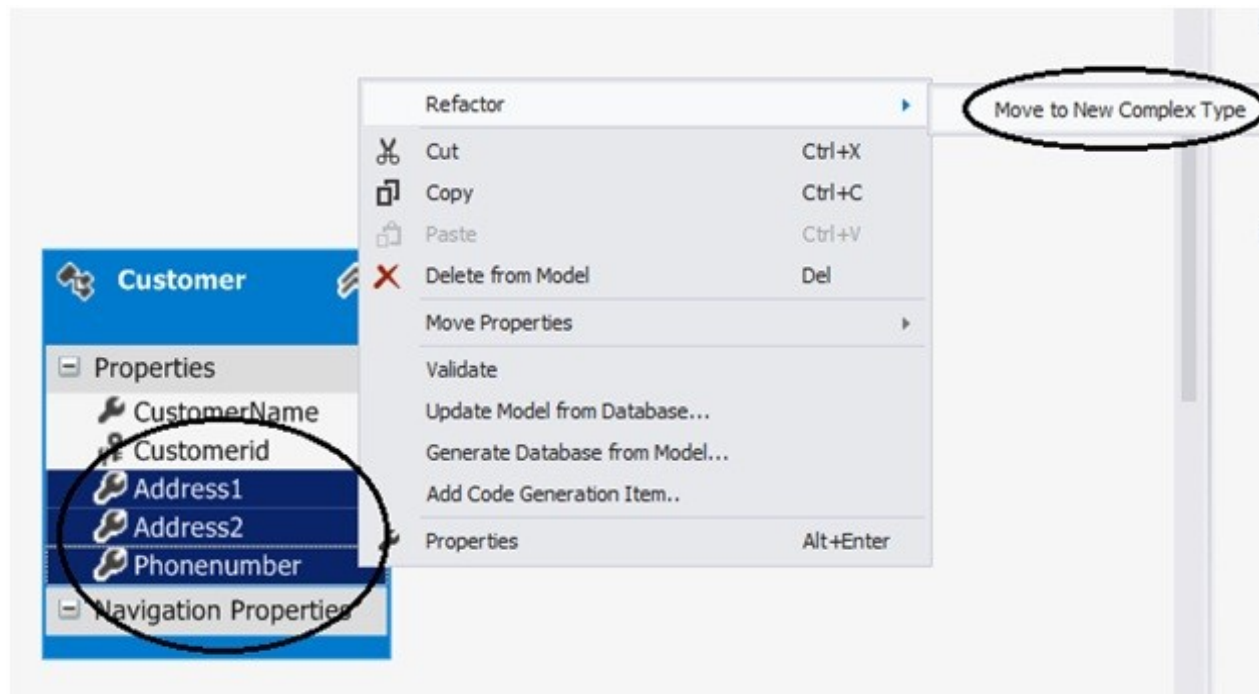 Refactor
Move to New Complex Type
Cut Ctrl+X
Copy Ctrl+C
Paste Ctrl+V
Delete from Model Del
Move Properties
Validate
Update Model from Database...
Generate Database from Model...
Add Code Generation Item..
Properties Alt+Enter
Customer
Properties
CustomerName
Customerid
Address1
Address2
Phonenumber
Navigation Properties